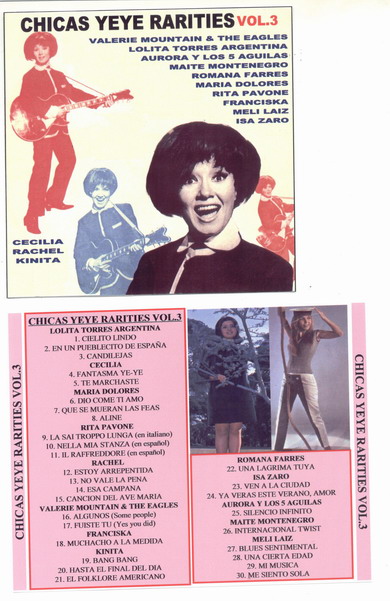 CHICAS YEYE RARITIES VOL.3
VALERIE MOUNTAIN & THE EAGLES
LOLITA TORRES ARGENTINA
AURORA Y LOS 5 AGUILAS
MAITE MONTENEGRO
ROMANA FARRES
MARIA DOLORES
RITA PAVONE
FRANCISKA
MELI LAIZ
ISA ZARO
CECILIA
RACHEL
KINITA
CHICAS YEYE RARITIES VOL.3
CHICAS YEYE RARITIES VOL.3
LOLITA TORRES ARGENTINA
1. CIELITO LINDO
2. EN UN PUEBLECITO DE ESPAÑA
3. CANDILEJAS
CECILIA
4. FANTASMA YE-YE
5. TE MARCHASTE
MARIA DOLORES
6. DIO COME TI AMO
7. QUE SE MUERAN LAS FEAS
8. ALINE
RITA PAVONE
9. LA SAI TROPPO LUNGA (en italiano)
10. NELLA MIA STANZA (en español)
11. IL RAFFREDDORE (en español)
RACHEL
12. ESTOY ARREPENTIDA
13. NO VALE LA PENA
14. ESA CAMPANA
15. CANCION DEL AVE MARIA
VALERIE MOUNTAIN & THE EAGLES
16. ALGUNOS (Some people)
17. FUISTE TU (Yes you did)
FRANCISKA
18. MUCHACHO A LA MEDIDA
KINITA
19. BANG BANG
20. HASTA EL FINAL DEL DIA
21. EL FOLKLORE AMERICANO
ROMANA FARRES
22. UNA LAGRIMA TUYA
ISA ZARO
23. VEN A LA CIUDAD
24. YA VERAS ESTE VERANO, AMOR
AURORA Y LOS 5 AGUILAS
25. SILENCIO INFINITO
MAITE MONTENEGRO
26. INTERNACIONAL TWIST
MELI LAIZ
27. BLUES SENTIMENTAL
28. UNA CIERTA EDAD
29. MI MUSICA
30. ME SIENTO SOLA
CHICAS YEYE RARITIES VOL.3